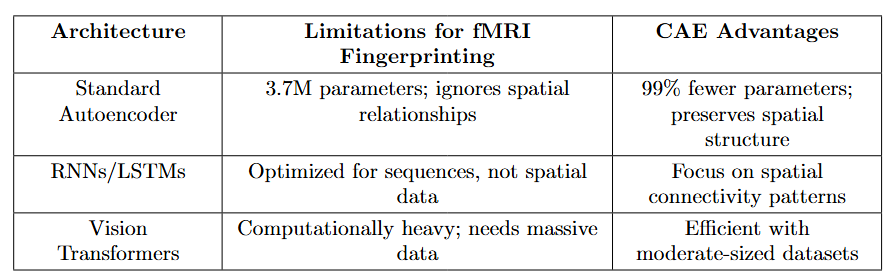 Architecture Limitations for fMRI CAE Advantages
Fingerprinting
Standard 3.7M parameters; ignores spatial 99% fewer parameters;
Autoencoder relationships preserves spatial
structure
RNNs/LSTMs Optimized for sequences, not spatial Focus on spatial
data connectivity patterns
Vision Computationally heavy; needs massive Efficient with
Transformers data moderate-sized datasets